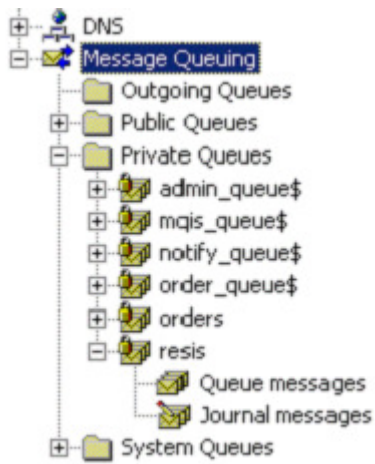 DNS
Message Queuing
Outgoing Queues
Public Queues
Private Queues
admin_queue$
mqis_queue$
notify_queue$
order_queue$
orders
resis
Queue messages
Journal messages
System Queues